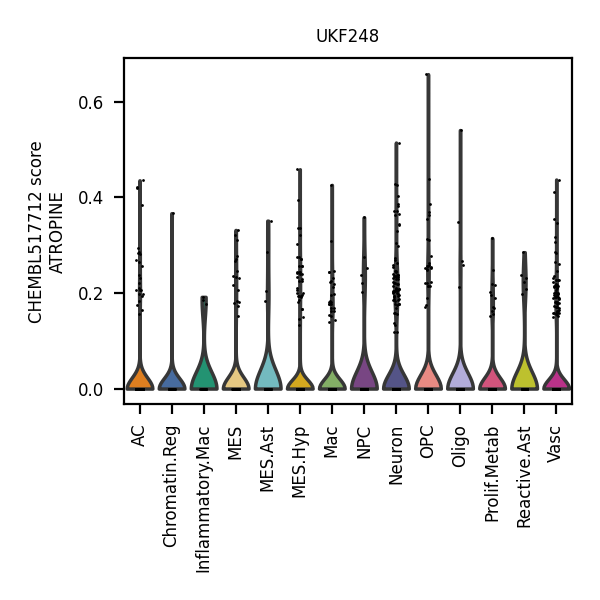 UKF248
CHEMBL517712 score
ATROPINE
0.6
0.4
0.2
0.0
AC
Chromatin.Reg
Inflammatory.Mac
MES
MES.Ast
MES.Hyp
Mac
NPC
Neuron
OPC
Oligo
Prolif.Metab
Reactive.Ast
Vasc